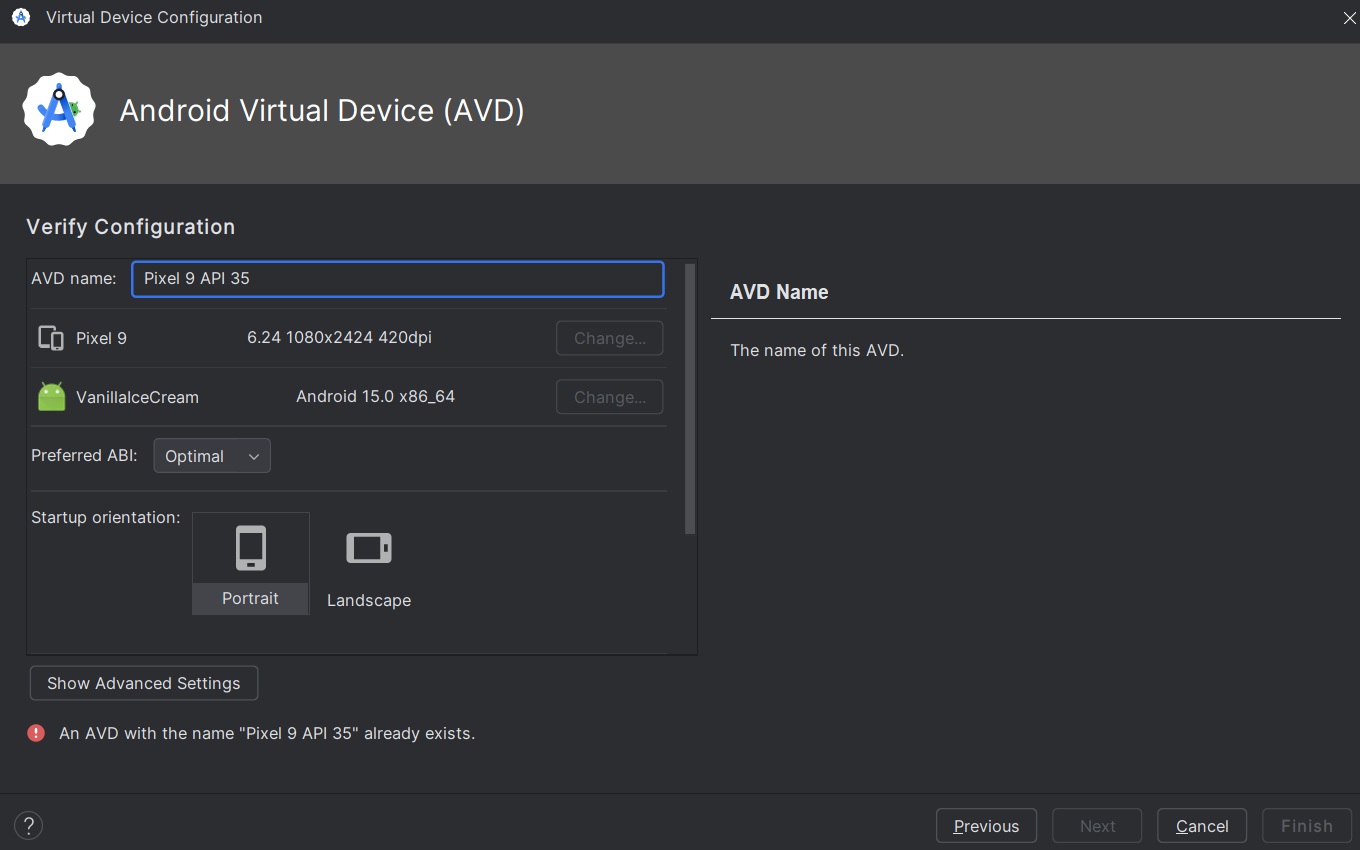 Virtual Device Configuration
Android Virtual Device (AVD)
Verify Configuration
AVD name: Pixel 9 API 35
Pixel 9 6.24 1080x2424 420dpi Change...
VanillaIceCream Android 15.0 x86_64 Change...
Preferred ABI: Optimal
Startup orientation:
Portrait
Landscape
AVD Name
The name of this AVD.
Show Advanced Settings
An AVD with the name "Pixel 9 API 35" already exists.
? Previous Next Cancel Finish